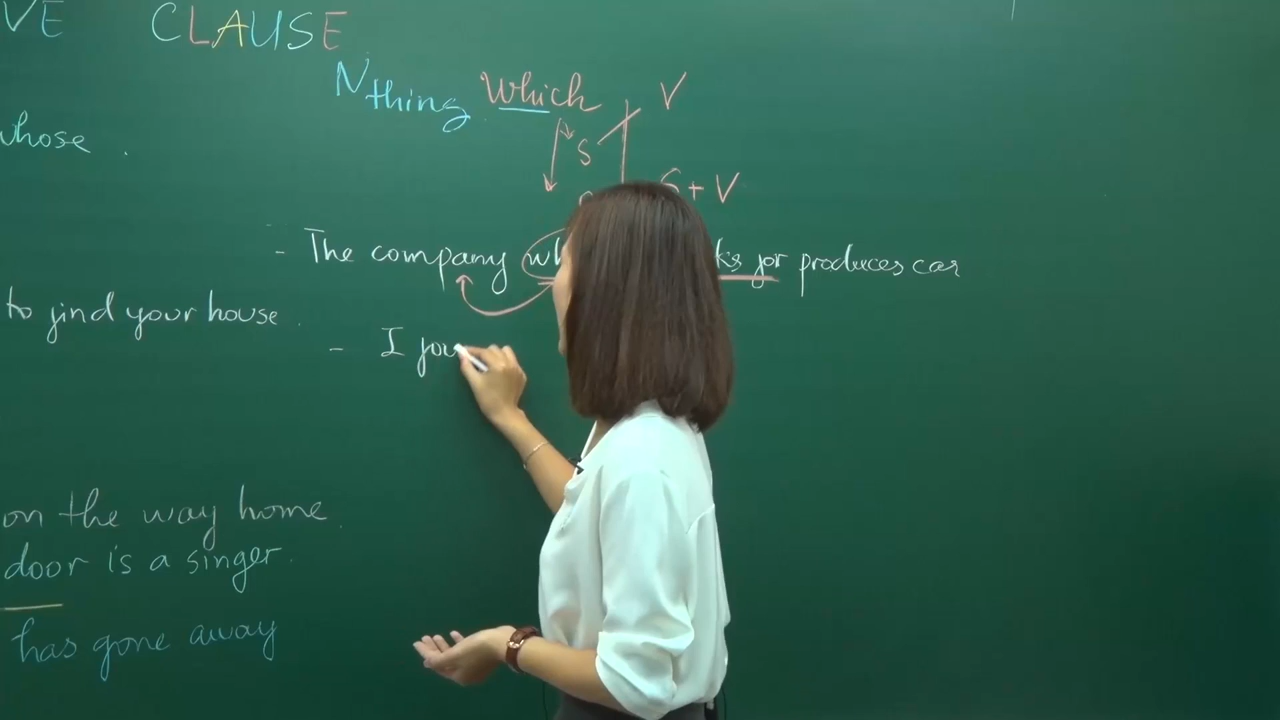 VE CLAUSE
N thing which V
whose .
S
S + V
- The company wh ks for produces car
to find your house .
- I fou
on the way home .
door is a singer .
has gone away